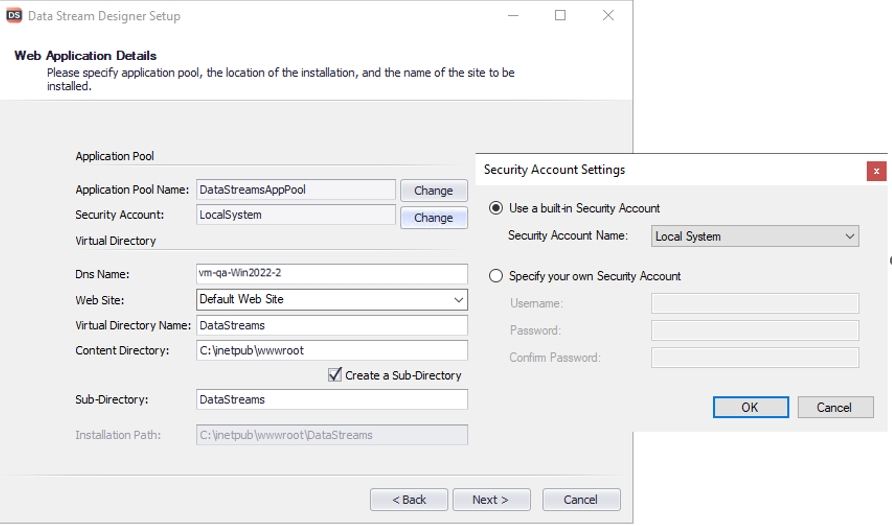 DS Data Stream Designer Setup
Web Application Details
Please specify application pool, the location of the installation, and the name of the site to be
installed.
Application Pool
Application Pool Name: DataStreamsAppPool Change
Security Account: LocalSystem Change
Virtual Directory
Dns Name: vm-qa-Win2022-2
Web Site: Default Web Site
Virtual Directory Name: DataStreams
Content Directory: C:\inetpub\wwwroot
Create a Sub-Directory
Sub-Directory: DataStreams
Installation Path: C:\inetpub\wwwroot\DataStreams
< Back Next > Cancel
Security Account Settings x
Use a built-in Security Account
Security Account Name: Local System
Specify your own Security Account
Username:
Password:
Confirm Password:
OK Cancel